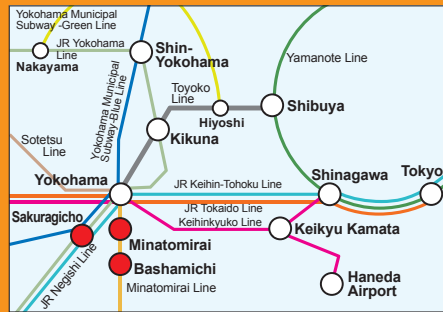 Yokohama Municipal
Subway -Green Line
JR Yokohama
Line
Nakayama
Shin-
Yokohama
Yamanote Line
Toyoko
Line
Hiyoshi
Shibuya
Yokohama Municipal
Subway-Blue Line
Kikuna
Sotetsu
Line
Yokohama
JR Keihin-Tohoku Line
Shinagawa
Tokyo
Sakuragicho
JR Tokaido Line
Keihinkyuko Line
Keikyu Kamata
Minatomirai
Bashamichi
JR Negishi Line
Minatomirai Line
Haneda
Airport